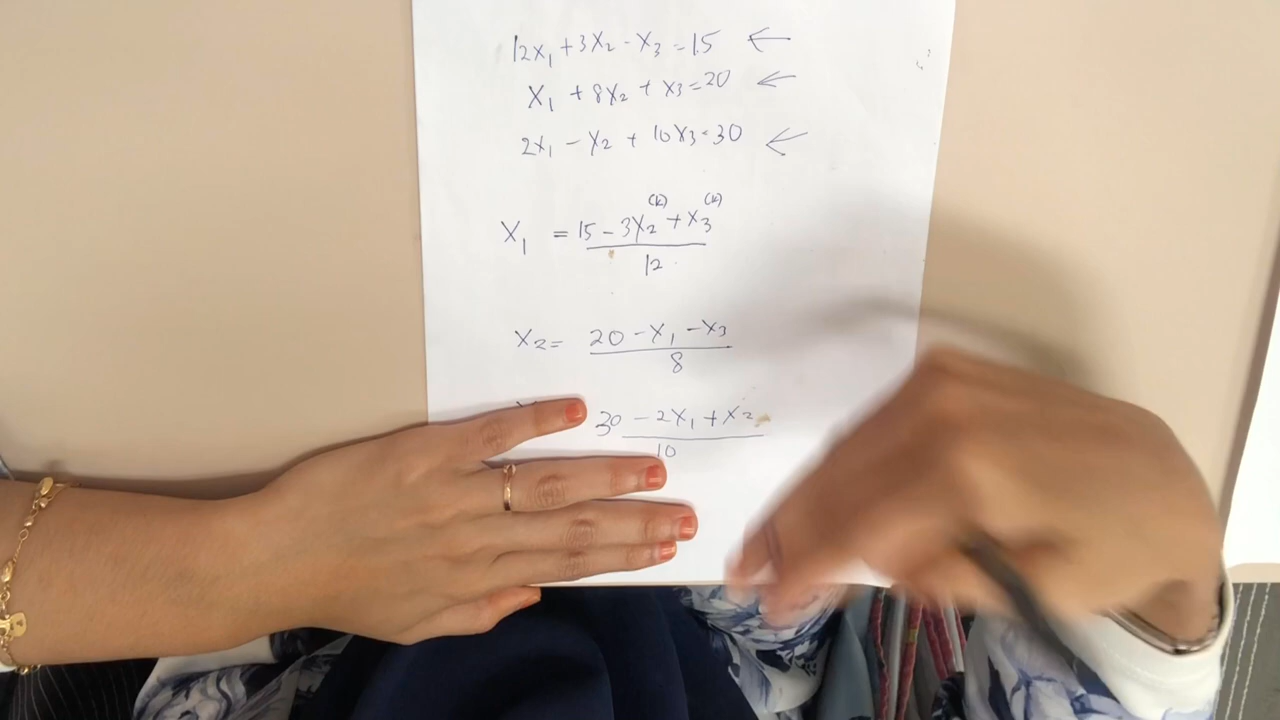 12x₁ + 3x₂ - x₃ = 15 ←
x₁ + 8x₂ + x₃ = 20 ←
2x₁ - x₂ + 10x₃ = 30 ←
x₁ = 15 - 3x₂⁽ᵏ⁾ + x₃⁽ᵏ⁾
12
x₂ = 20 - x₁ - x₃
8
30 - 2x₁ + x₂
10